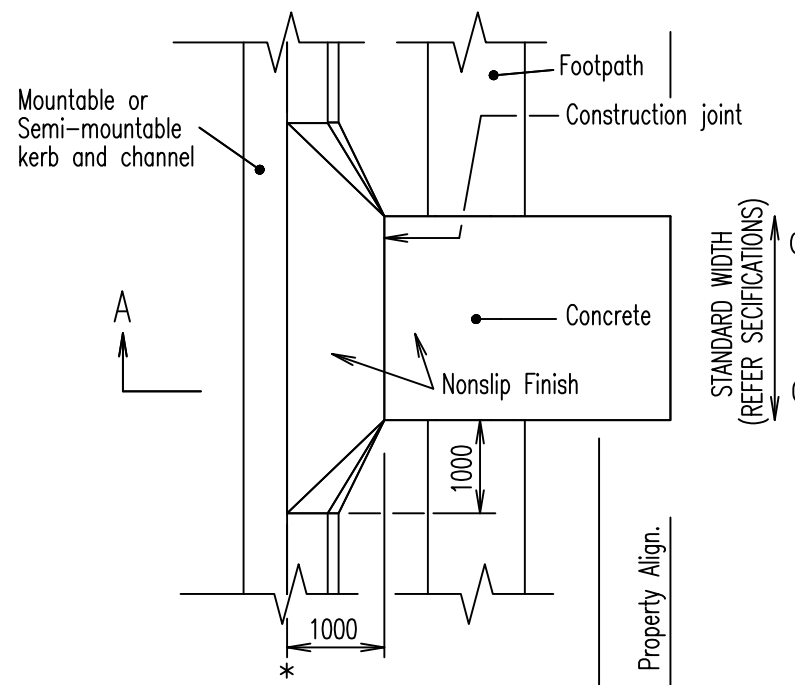 Footpath
Mountable or
Semi-mountable
kerb and channel
Construction joint
STANDARD WIDTH
(REFER SECIFICATIONS)
A
Concrete
Nonslip Finish
1000
Property Align.
1000
*